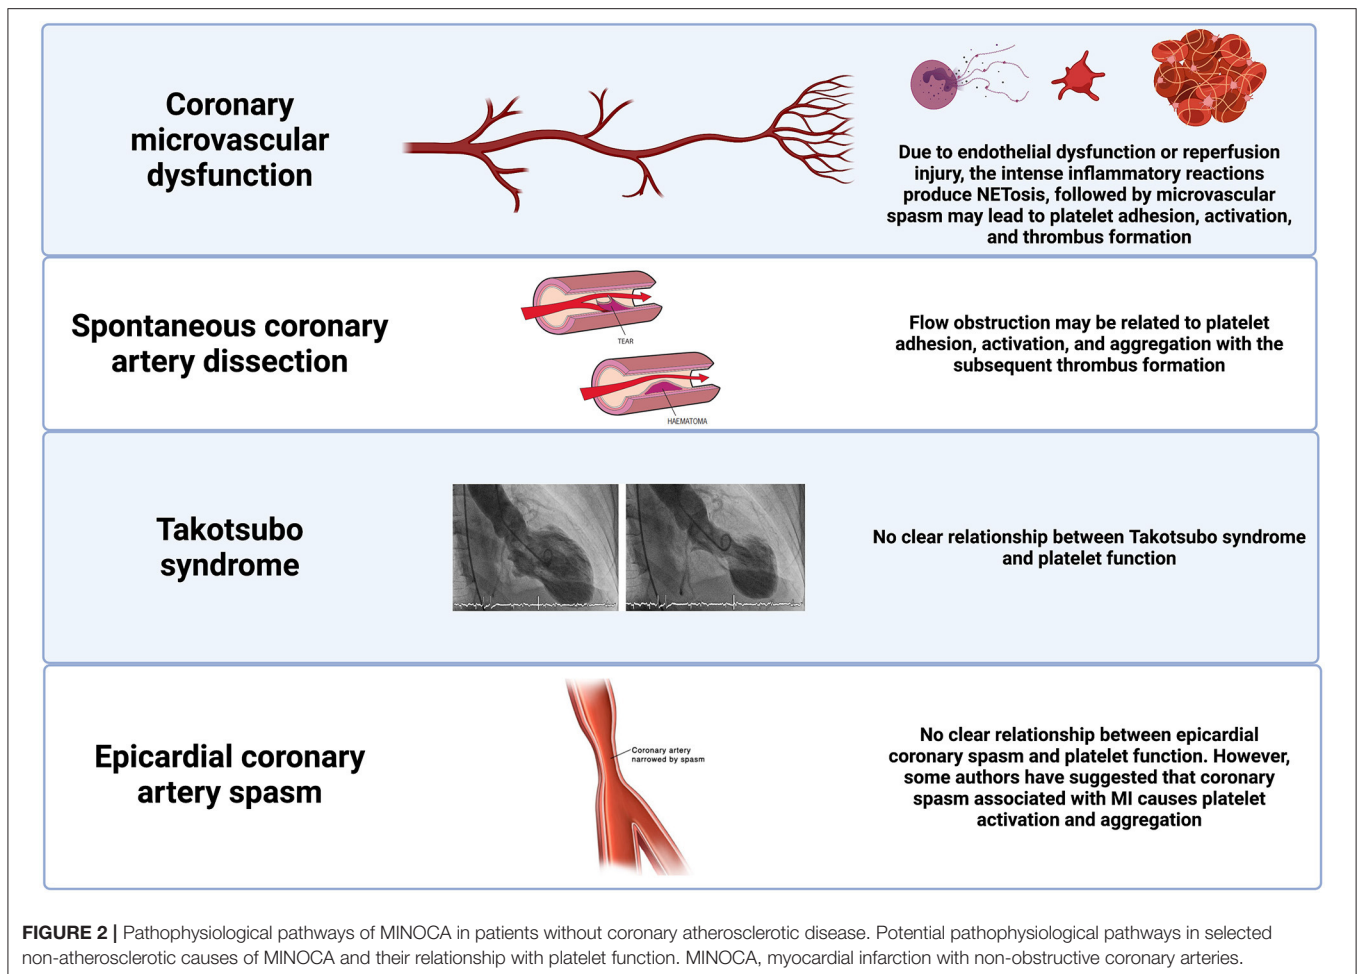 Coronary
microvascular
dysfunction
Due to endothelial dysfunction or reperfusion
injury, the intense inflammatory reactions
produce NETosis, followed by microvascular
spasm may lead to platelet adhesion, activation,
and thrombus formation
Spontaneous coronary
artery dissection
TEAR
HAEMATOMA
Flow obstruction may be related to platelet
adhesion, activation, and aggregation with the
subsequent thrombus formation
Takotsubo
syndrome
No clear relationship between Takotsubo syndrome
and platelet function
Epicardial coronary
artery spasm
Coronary artery
narrowed by spasm
No clear relationship between epicardial
coronary spasm and platelet function. However,
some authors have suggested that coronary
spasm associated with MI causes platelet
activation and aggregation
FIGURE 2 | Pathophysiological pathways of MINOCA in patients without coronary atherosclerotic disease. Potential pathophysiological pathways in selected
non-atherosclerotic causes of MINOCA and their relationship with platelet function. MINOCA, myocardial infarction with non-obstructive coronary arteries.